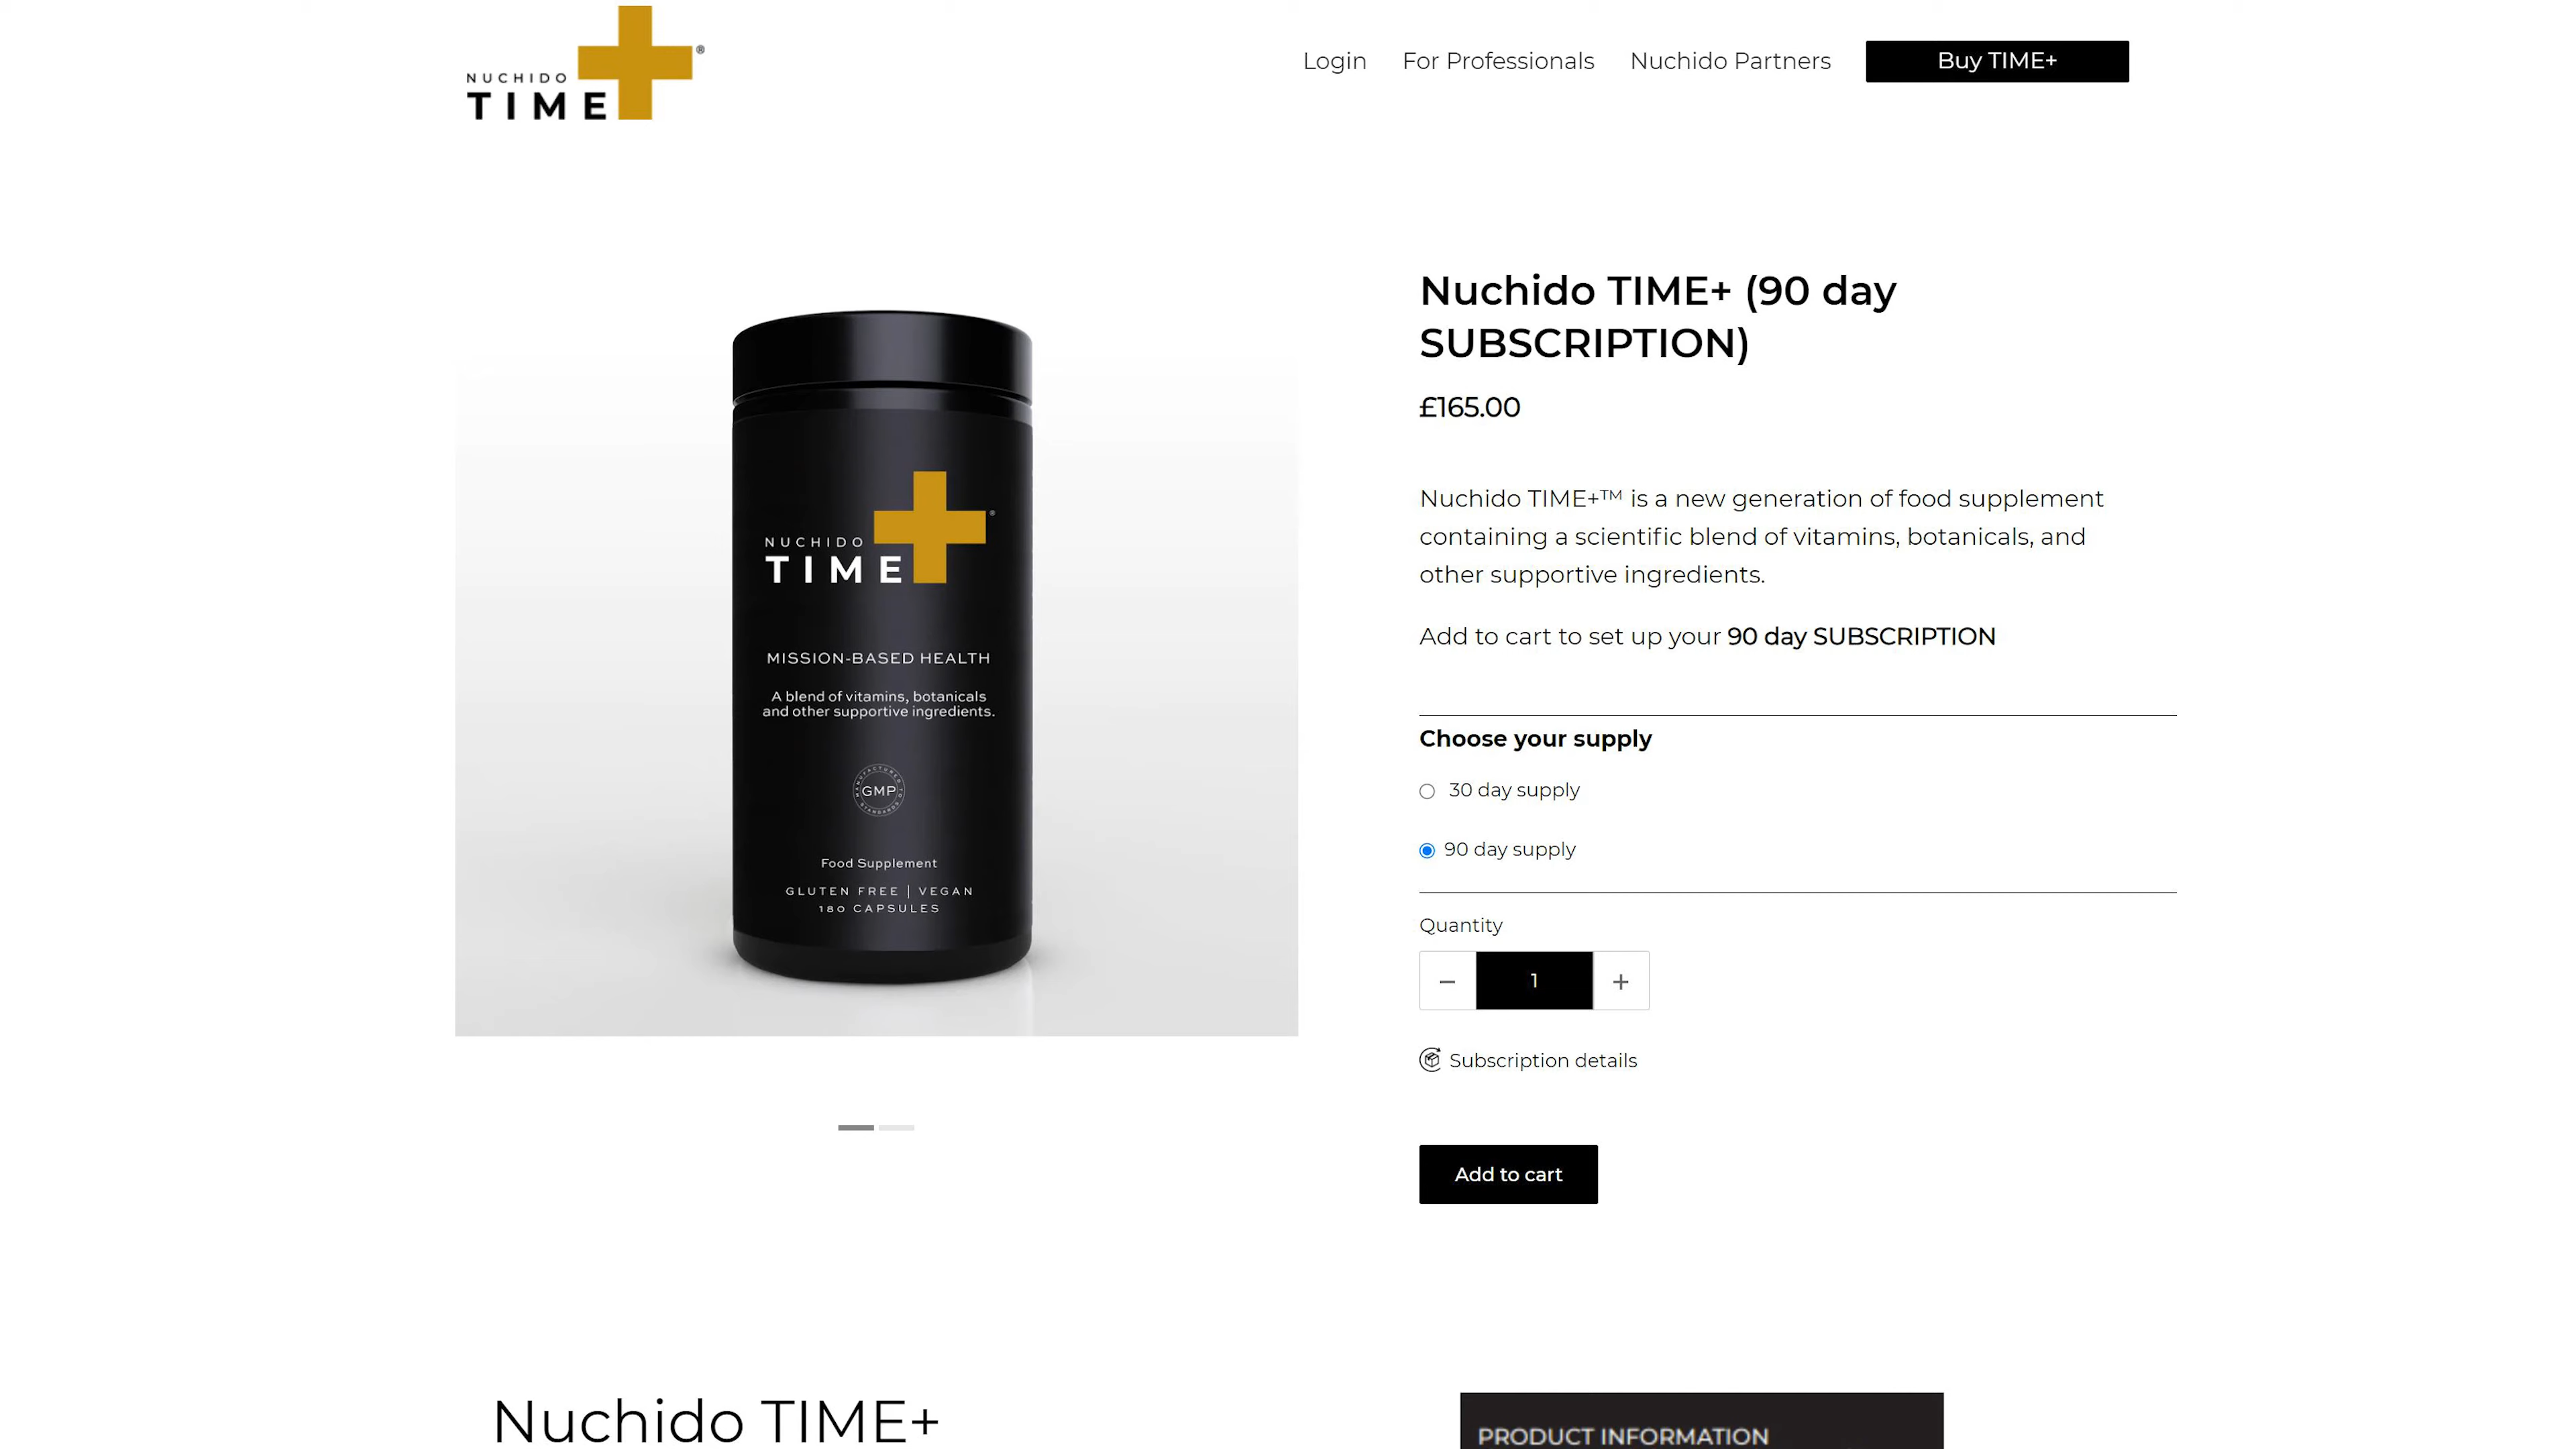 NUCHIDO
TIME
®
Login
For Professionals
Nuchido Partners
Buy TIME+
NUCHIDO
TIME
®
MISSION-BASED HEALTH
A blend of vitamins, botanicals
and other supportive ingredients.
MANUFACTURED TO
GMP
STANDARDS
Food Supplement
GLUTEN FREE | VEGAN
180 CAPSULES
Nuchido TIME+ (90 day
SUBSCRIPTION)
£165.00
Nuchido TIME+™ is a new generation of food supplement
containing a scientific blend of vitamins, botanicals, and
other supportive ingredients.
Add to cart to set up your 90 day SUBSCRIPTION
Choose your supply
30 day supply
90 day supply
Quantity
1
Subscription details
Add to cart
Nuchido TIME+
PRODUCT INFORMATION